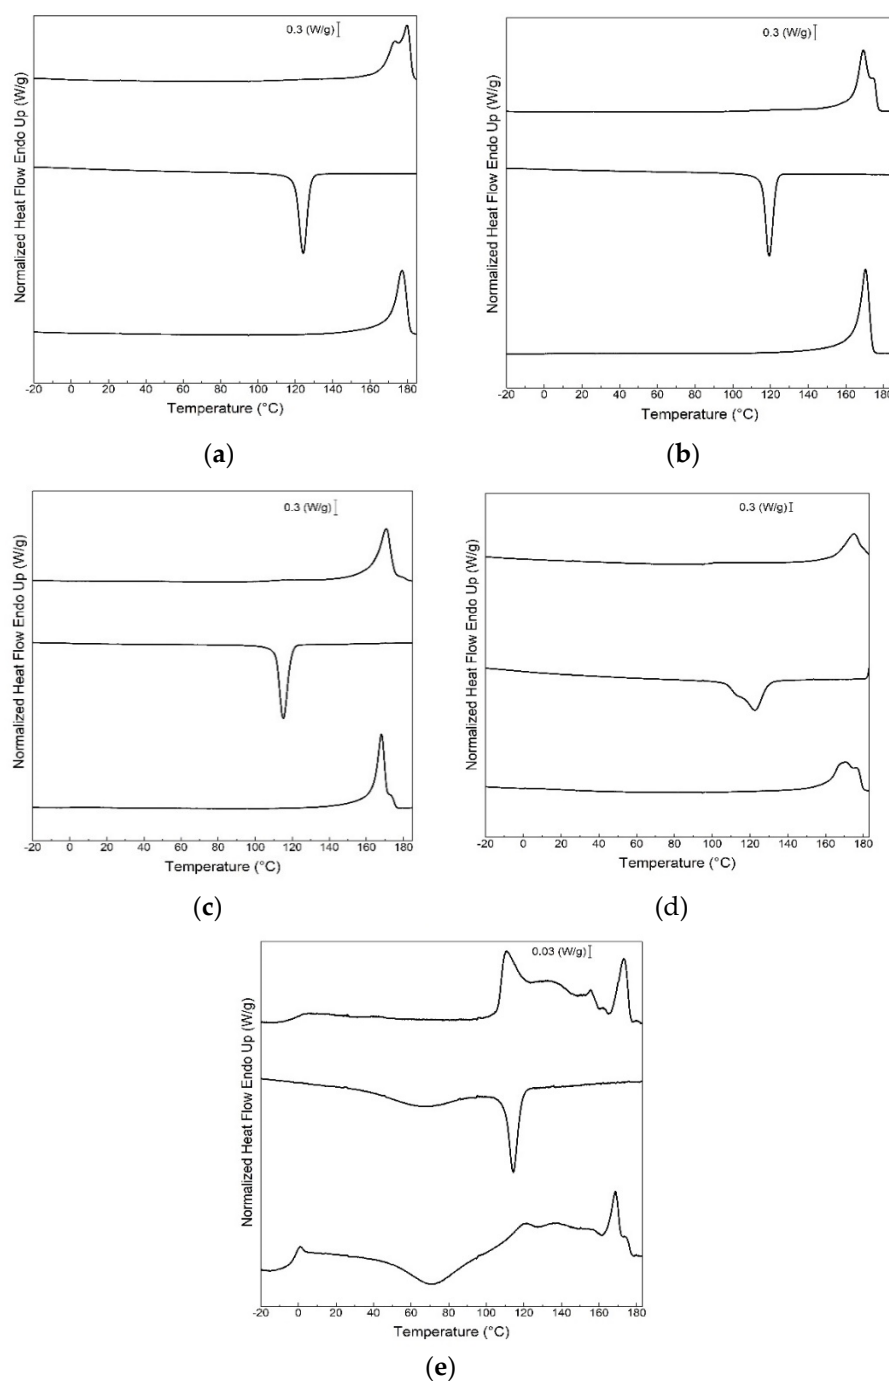 0.3 (W/g)
Normalized Heat Flow Endo Up (W/g)
-20 0 20 40 60 80 100 120 140 160 180
Temperature (°C)
(a)
0.3 (W/g)
Normalized Heat Flow Endo Up (W/g)
-20 0 20 40 60 80 100 120 140 160 180
Temperature (°C)
(b)
0.3 (W/g)
Normalized Heat Flow Endo Up (W/g)
-20 0 20 40 60 80 100 120 140 160 180
Temperature (°C)
(c)
0.3 (W/g)
Normalized Heat Flow Endo Up (W/g)
-20 0 20 40 60 80 100 120 140 160 180
Temperature (°C)
(d)
0.03 (W/g)
Normalized Heat Flow Endo Up (W/g)
-20 0 20 40 60 80 100 120 140 160 180
Temperature (°C)
(e)